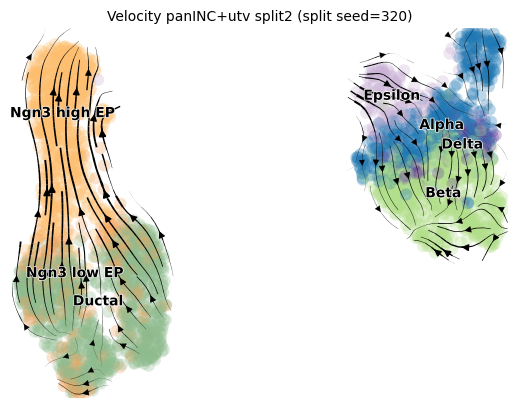 Velocity panINC+utv split2 (split seed=320)
Epsilon
Ngn3 high EP
Alpha
Delta
Beta
Ngn3 low EP
Ductal